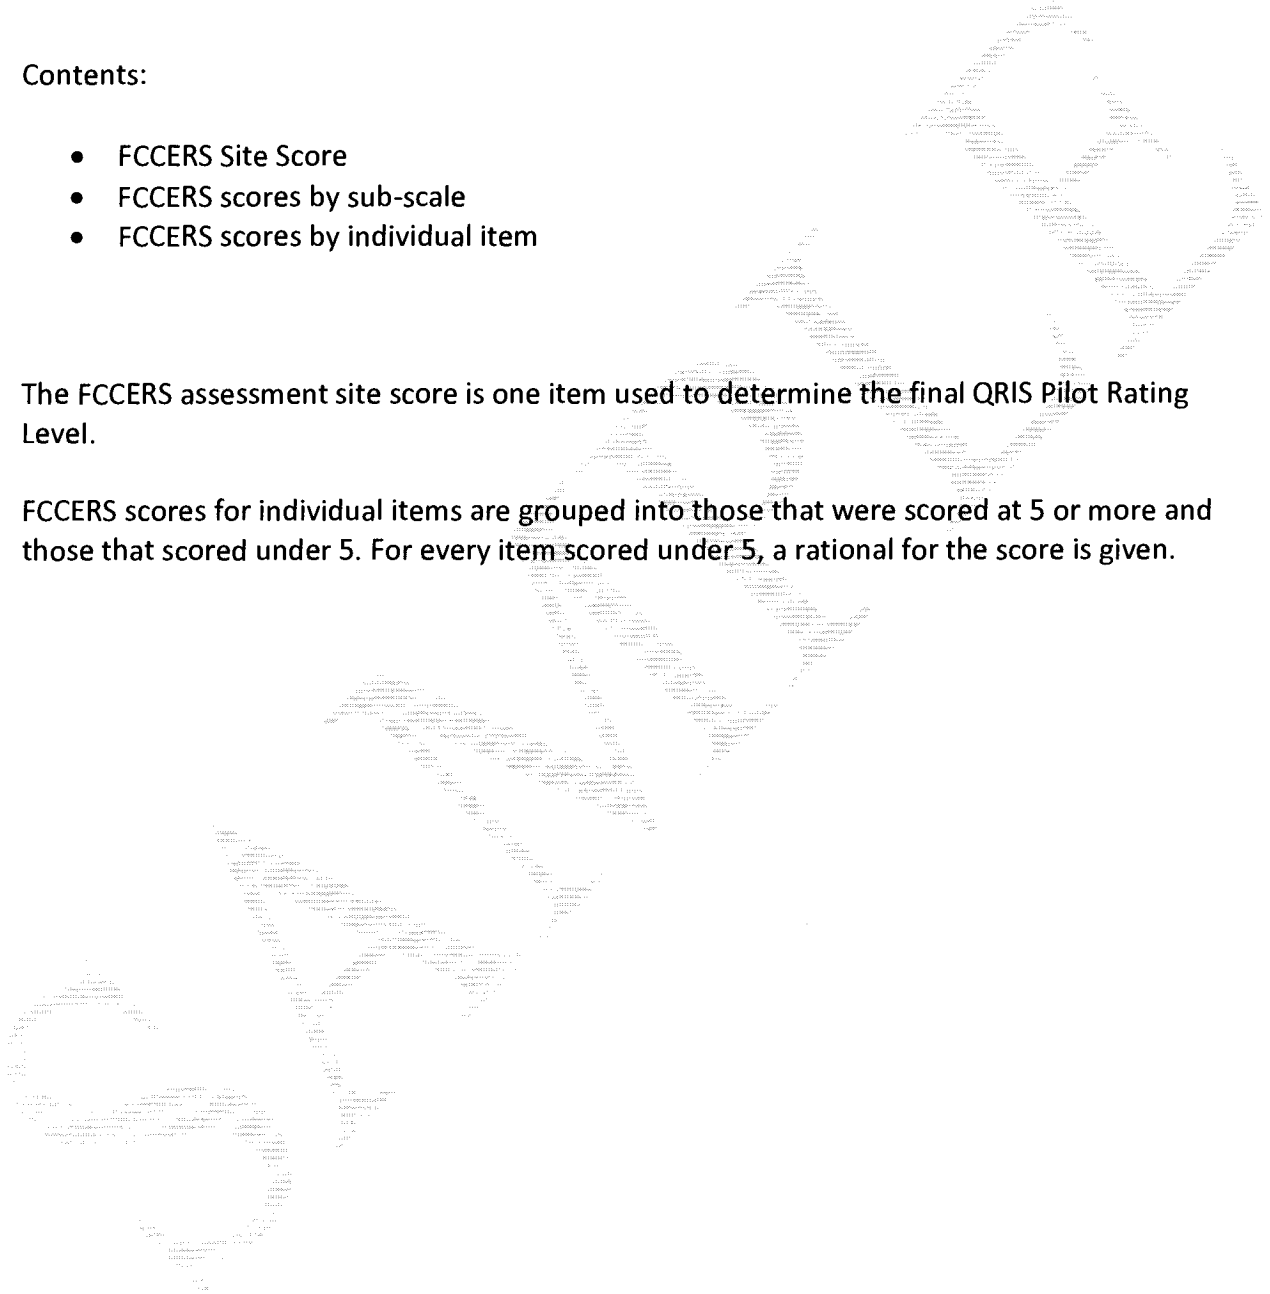 Contents:
• FCCERS Site Score
• FCCERS scores by sub-scale
• FCCERS scores by individual item
The FCCERS assessment site score is one item used to determine the final QRIS Pilot Rating
Level.
FCCERS scores for individual items are grouped into those that were scored at 5 or more and
those that scored under 5. For every item scored under 5, a rational for the score is given.
SAMPLE